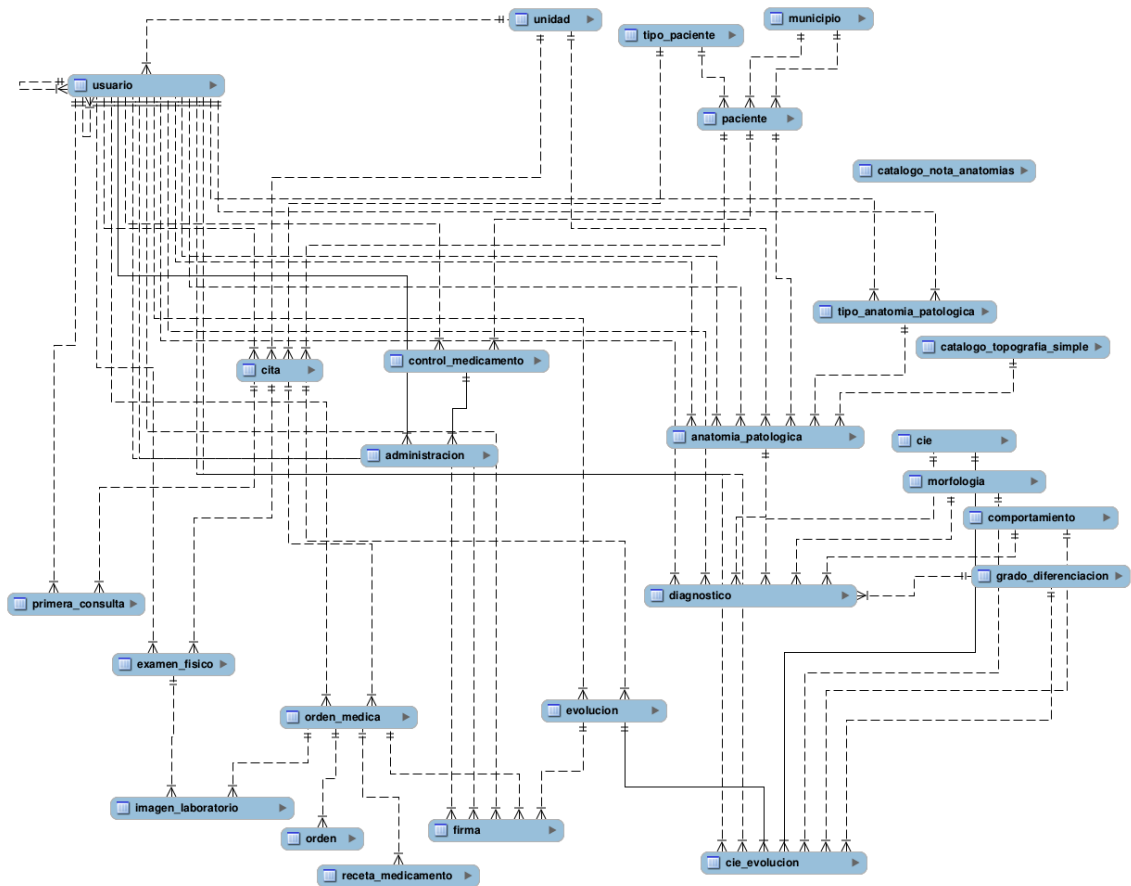 unidad
municipio
tipo_paciente
usuario
paciente
catalogo_nota_anatomias
tipo_anatomia_patologica
catalogo_topografia_simple
control_medicamento
cita
anatomia_patologica
cie
administracion
morfologia
comportamiento
grado_diferenciacion
diagnostico
primera_consulta
examen_fisico
evolucion
orden_medica
imagen_laboratorio
firma
orden
cie_evolucion
receta_medicamento